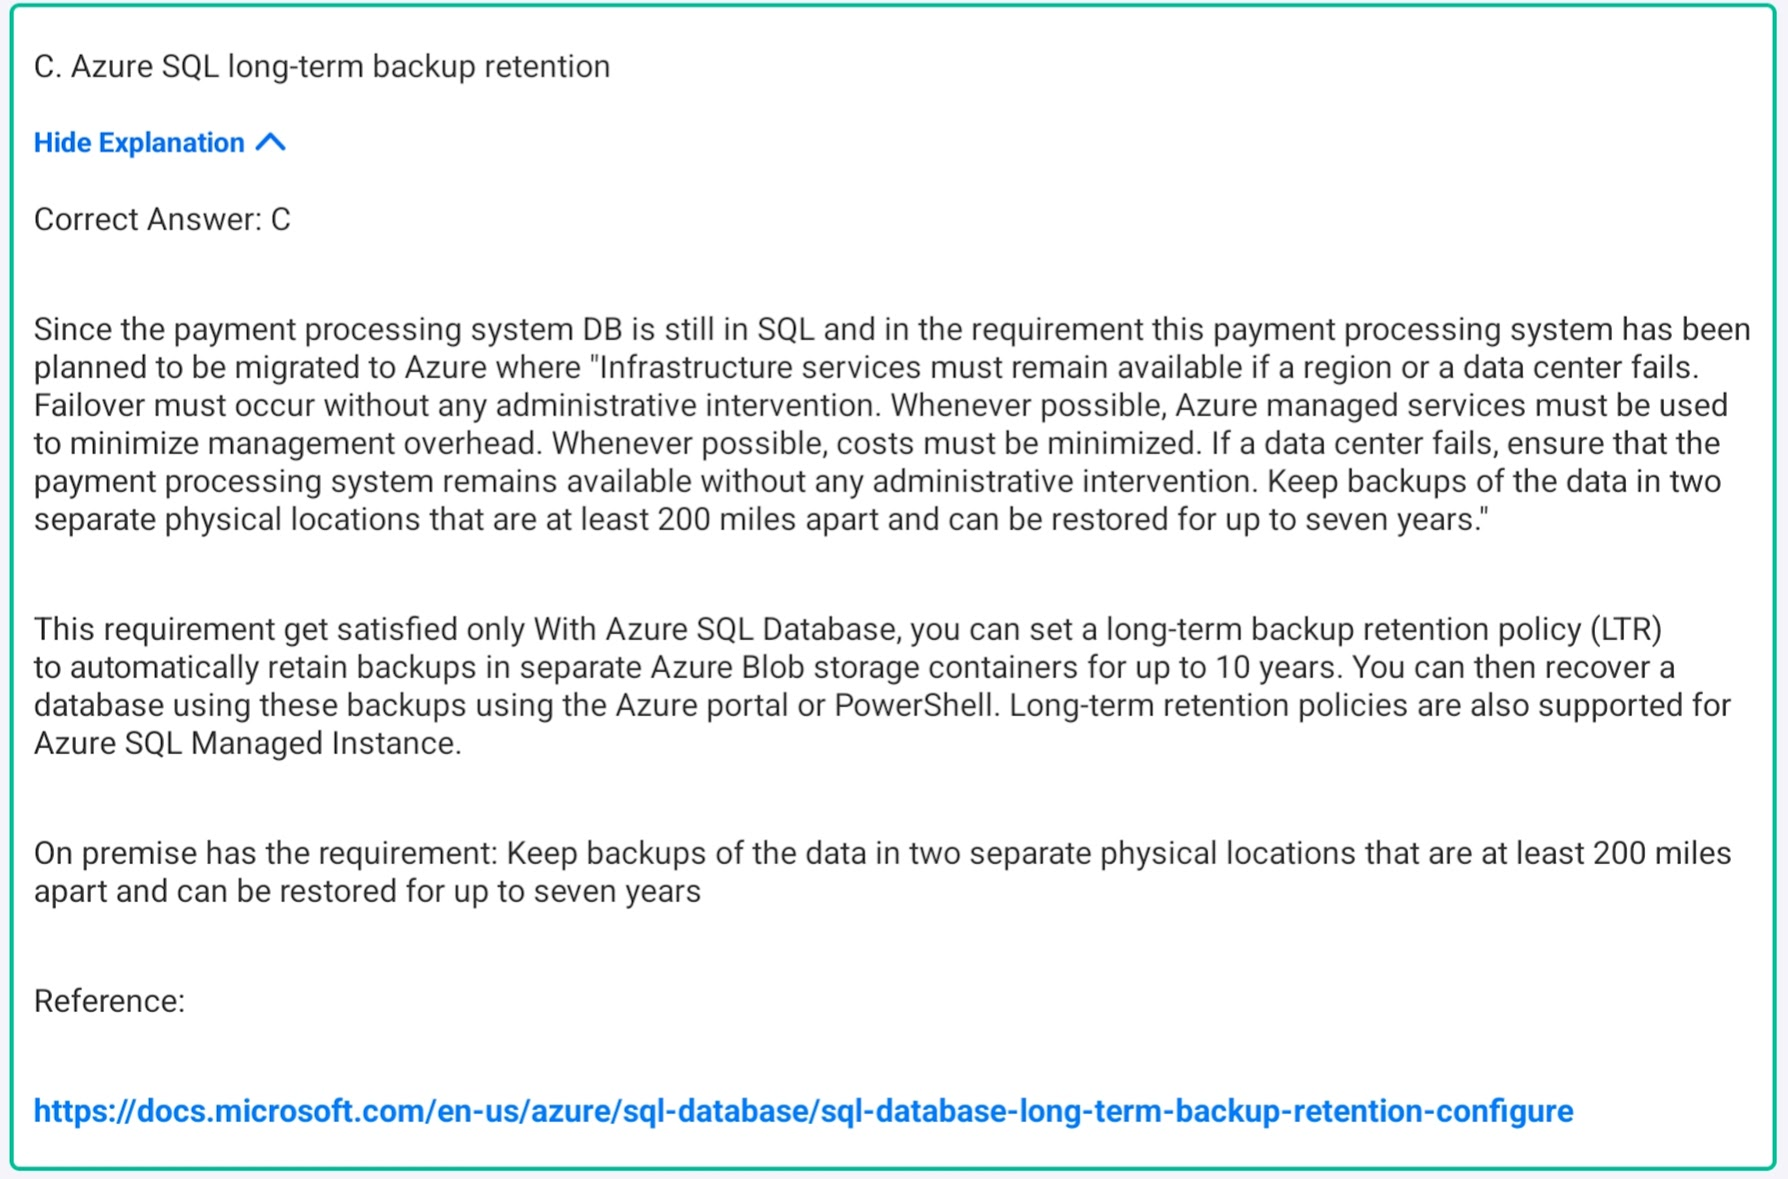 C. Azure SQL long-term backup retention
Hide Explanation
Correct Answer: C
Since the payment processing system DB is still in SQL and in the requirement this payment processing system has been
planned to be migrated to Azure where "Infrastructure services must remain available if a region or a data center fails.
Failover must occur without any administrative intervention. Whenever possible, Azure managed services must be used
to minimize management overhead. Whenever possible, costs must be minimized. If a data center fails, ensure that the
payment processing system remains available without any administrative intervention. Keep backups of the data in two
separate physical locations that are at least 200 miles apart and can be restored for up to seven years."
This requirement get satisfied only With Azure SQL Database, you can set a long-term backup retention policy (LTR)
to automatically retain backups in separate Azure Blob storage containers for up to 10 years. You can then recover a
database using these backups using the Azure portal or PowerShell. Long-term retention policies are also supported for
Azure SQL Managed Instance.
On premise has the requirement: Keep backups of the data in two separate physical locations that are at least 200 miles
apart and can be restored for up to seven years
Reference:
https://docs.microsoft.com/en-us/azure/sql-database/sql-database-long-term-backup-retention-configure